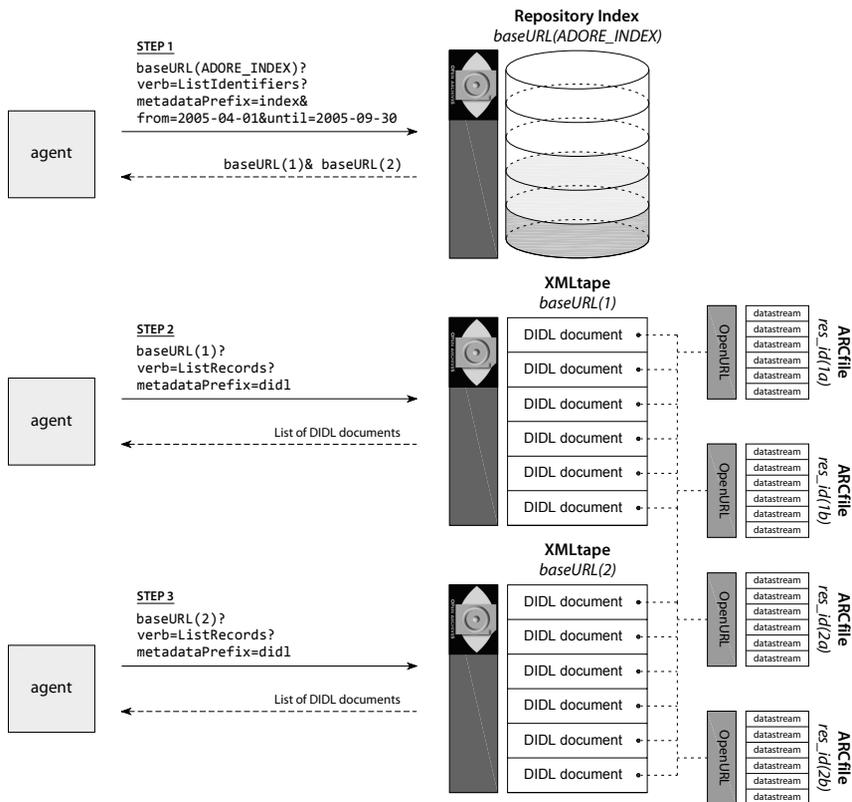 Repository Index
baseURL(ADORE_INDEX)
STEP 1
baseURL(ADORE_INDEX)?
verb=ListIdentifiers?
metadataPrefix=index&
from=2005-04-01&until=2005-09-30
agent
baseURL(1)& baseURL(2)
OPEN ARCHIVES
XMLtape
baseURL(1)
STEP 2
baseURL(1)?
verb=ListRecords?
metadataPrefix=didl
agent
List of DIDL documents
OPEN ARCHIVES
DIDL document
DIDL document
DIDL document
DIDL document
DIDL document
DIDL document
OpenURL
datastream
datastream
datastream
datastream
datastream
datastream
ARCfile
res_id(1a)
OpenURL
datastream
datastream
datastream
datastream
datastream
datastream
ARCfile
res_id(1b)
XMLtape
baseURL(2)
STEP 3
baseURL(2)?
verb=ListRecords?
metadataPrefix=didl
agent
List of DIDL documents
OPEN ARCHIVES
DIDL document
DIDL document
DIDL document
DIDL document
DIDL document
DIDL document
OpenURL
datastream
datastream
datastream
datastream
datastream
datastream
ARCfile
res_id(2a)
OpenURL
datastream
datastream
datastream
datastream
datastream
datastream
ARCfile
res_id(2b)